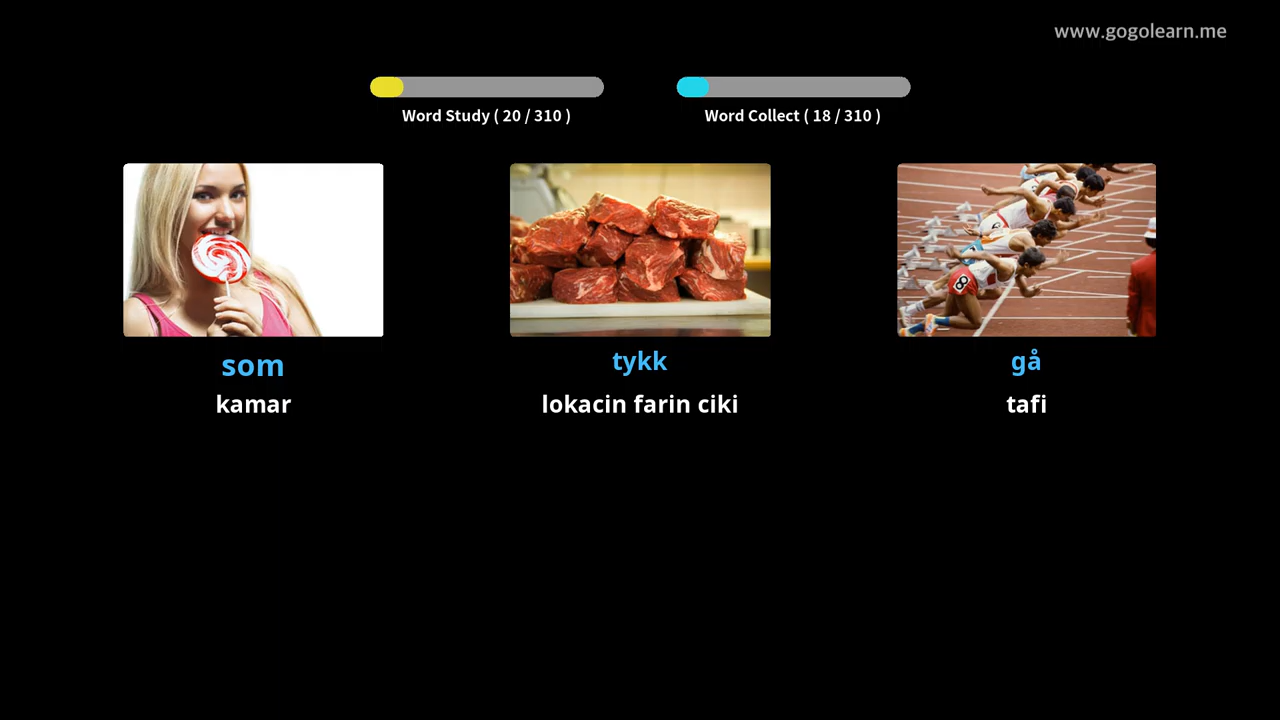 www.gogolearn.me
Word Study ( 20 / 310 )
Word Collect ( 18 / 310 )
som
tykk
gå
kamar
lokacin farin ciki
tafi